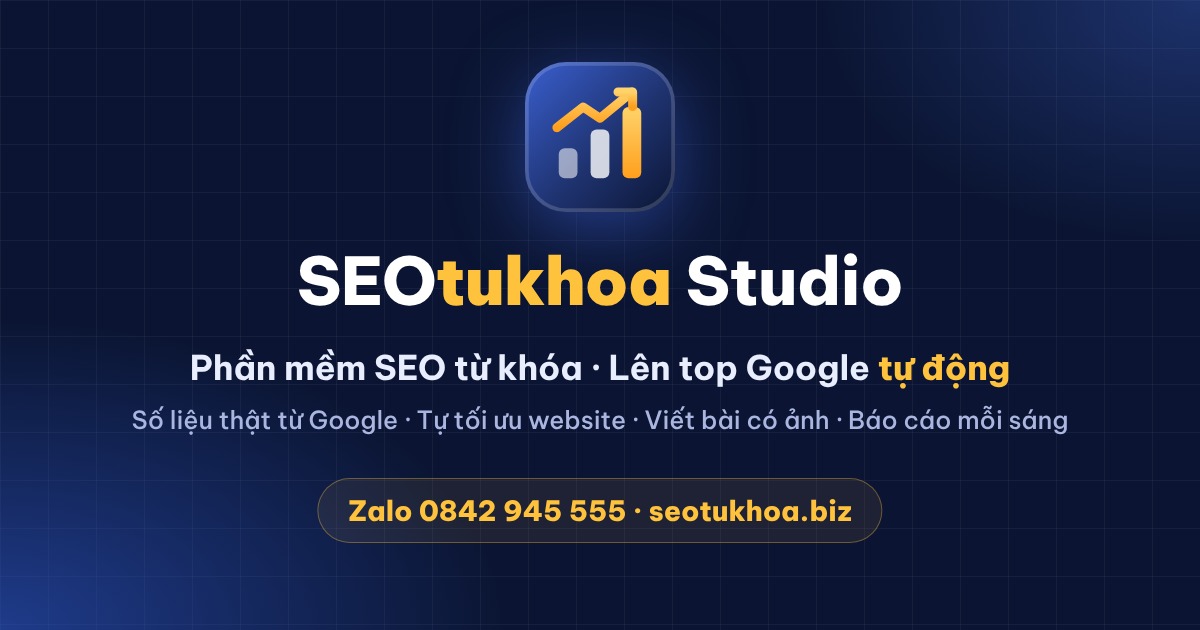 SEOtukhoa Studio
Phần mềm SEO từ khóa · Lên top Google tự động
Số liệu thật từ Google · Tự tối ưu website · Viết bài có ảnh · Báo cáo mỗi sáng
Zalo 0842 945 555 · seotukhoa.biz